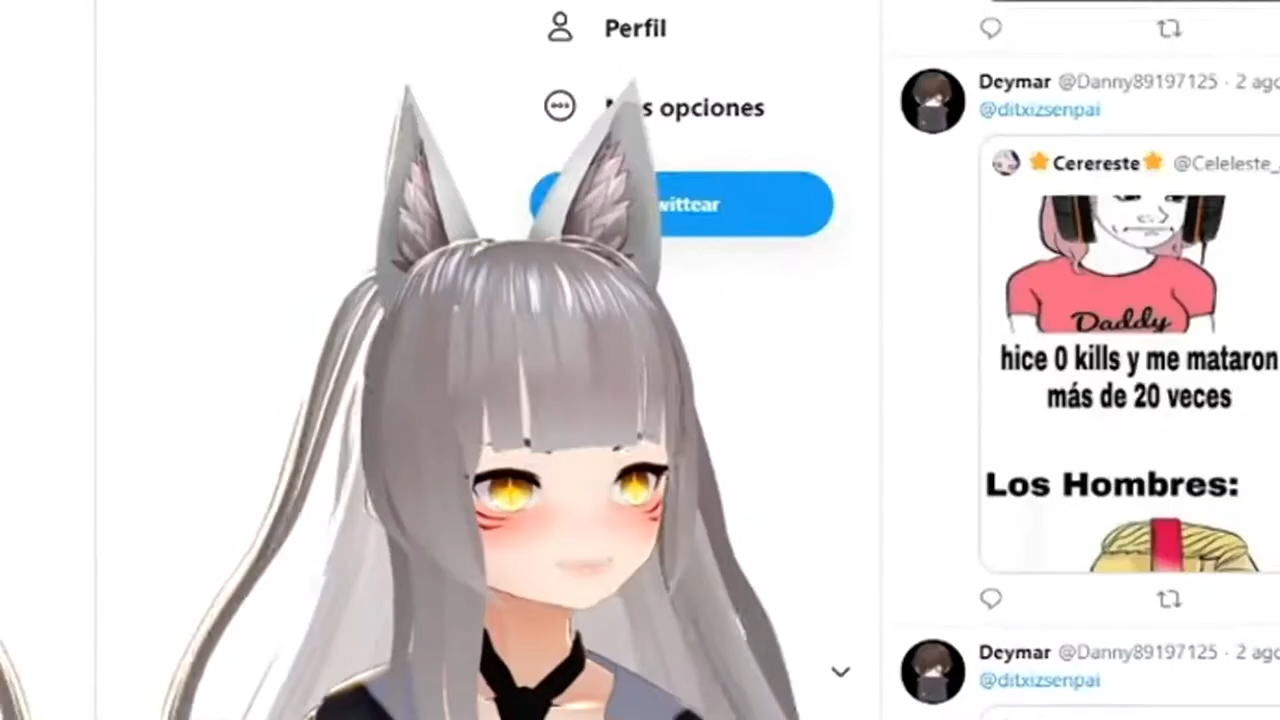 Perfil
s opciones
wittear
Deymar @Danny89197125 · 2 ago
@ditxizsenpai
Cerereste @Celeleste_
Daddy
hice 0 kills y me mataron
más de 20 veces
Los Hombres:
Deymar @Danny89197125 · 2 ago
@ditxizsenpai